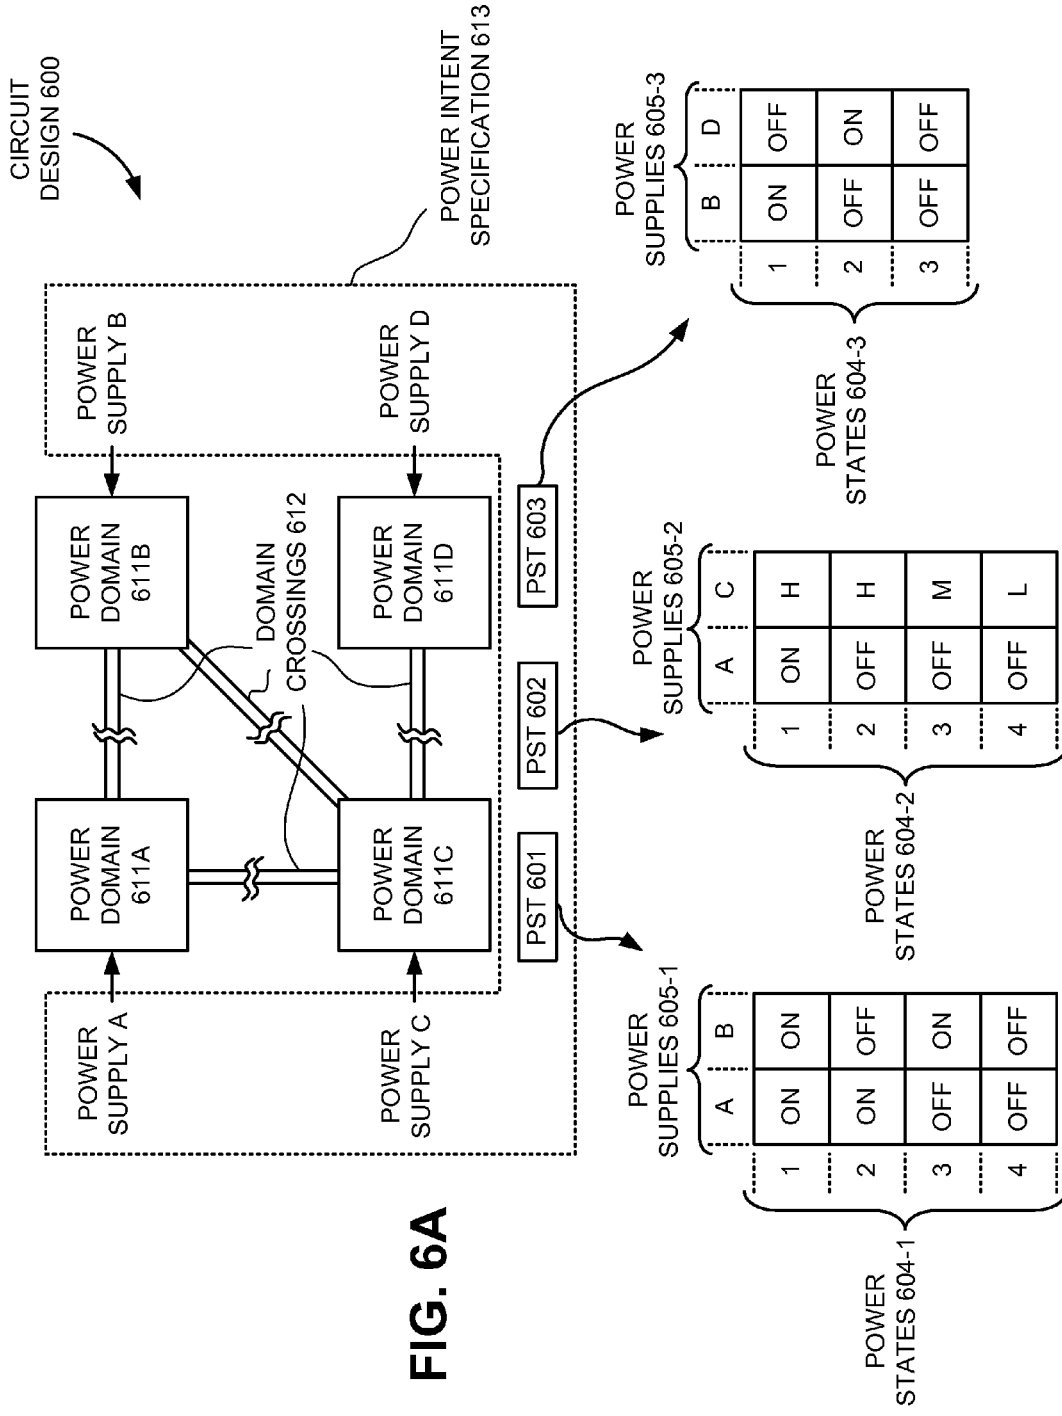 CIRCUIT
DESIGN 600
POWER INTENT
SPECIFICATION 613
POWER
SUPPLY A
POWER
DOMAIN
611A
POWER
DOMAIN
611B
POWER
SUPPLY B
DOMAIN
CROSSINGS 612
POWER
SUPPLY C
POWER
DOMAIN
611C
POWER
DOMAIN
611D
POWER
SUPPLY D
PST 601
PST 602
PST 603
FIG. 6A
POWER
SUPPLIES 605-1
A B
1 ON ON
2 ON OFF
3 OFF ON
4 OFF OFF
POWER
STATES 604-1
POWER
SUPPLIES 605-2
A C
1 ON H
2 OFF H
3 OFF M
4 OFF L
POWER
STATES 604-2
POWER
SUPPLIES 605-3
B D
1 ON OFF
2 OFF ON
3 OFF OFF
POWER
STATES 604-3